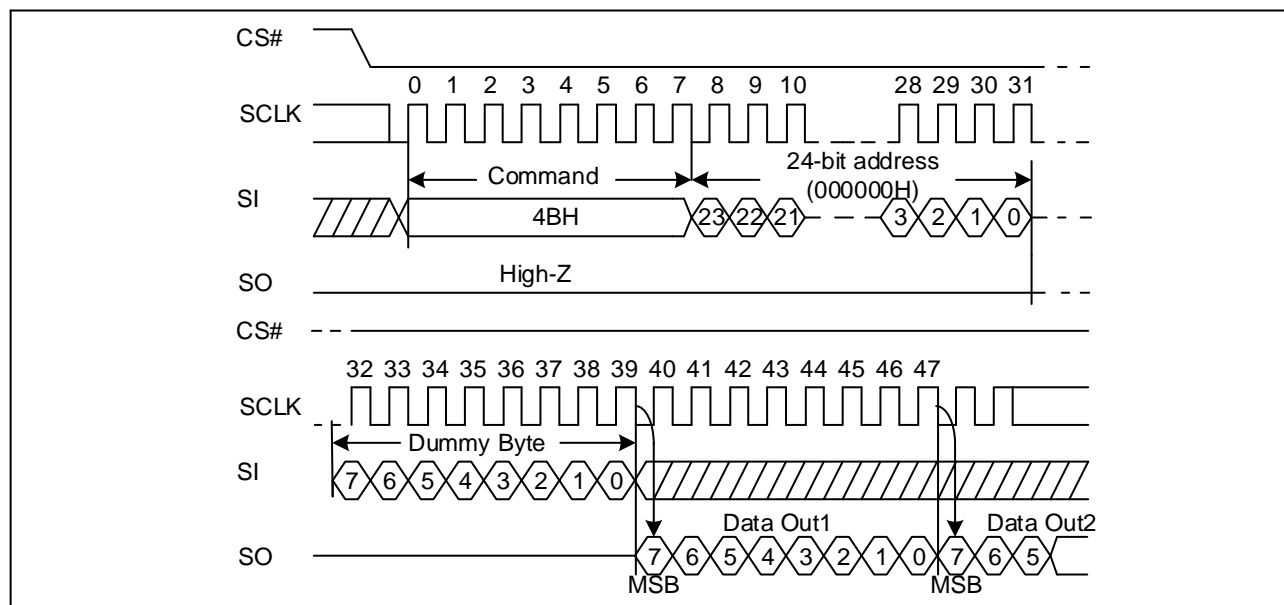 CS#
0 1 2 3 4 5 6 7 8 9 10 28 29 30 31
SCLK
Command
24-bit address
(000000H)
SI
4BH
23 22 21 3 2 1 0
High-Z
SO
CS#
32 33 34 35 36 37 38 39 40 41 42 43 44 45 46 47
SCLK
Dummy Byte
SI
7 6 5 4 3 2 1 0
Data Out1
Data Out2
SO
7 6 5 4 3 2 1 0 7 6 5
MSB
MSB